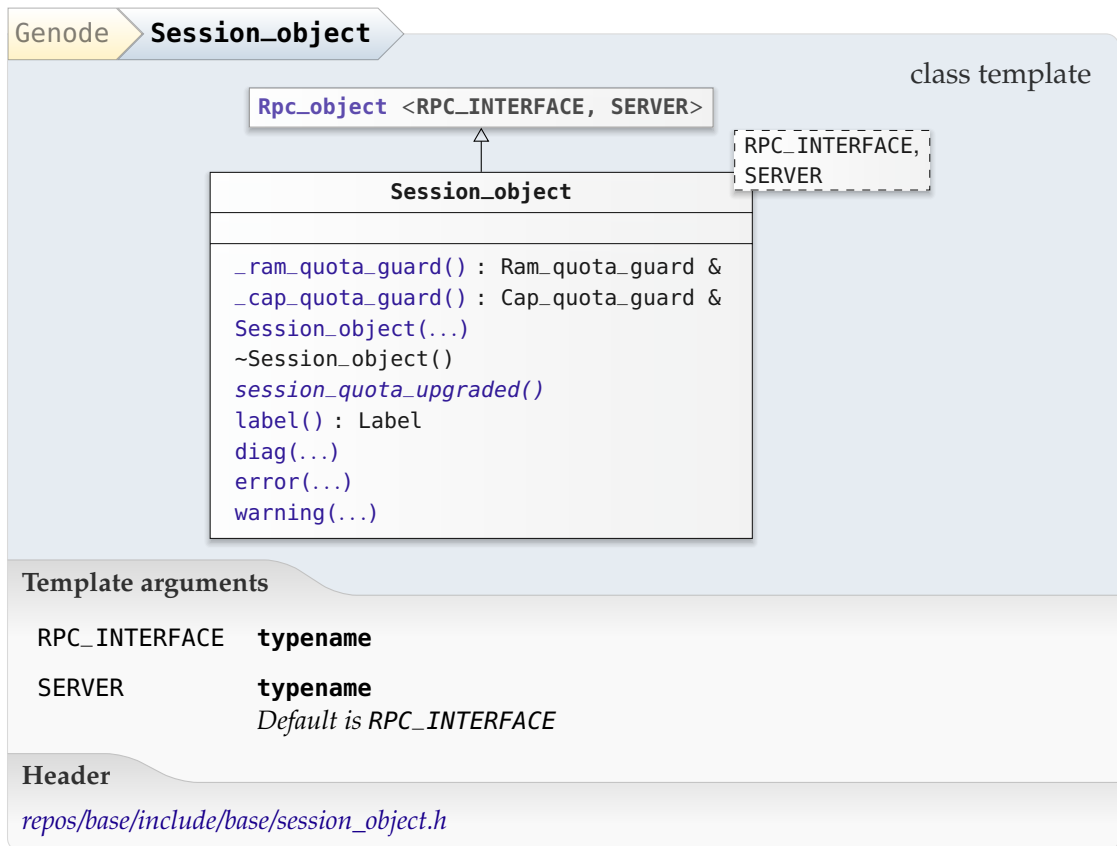 Genode Session_object
class template
Rpc_object <RPC_INTERFACE, SERVER>
RPC_INTERFACE,
SERVER
Session_object
_ram_quota_guard() : Ram_quota_guard &
_cap_quota_guard() : Cap_quota_guard &
Session_object(...)
~Session_object()
session_quota_upgraded()
label() : Label
diag(...)
error(...)
warning(...)
Template arguments
RPC_INTERFACE typename
SERVER typename
Default is RPC_INTERFACE
Header
repos/base/include/base/session_object.h